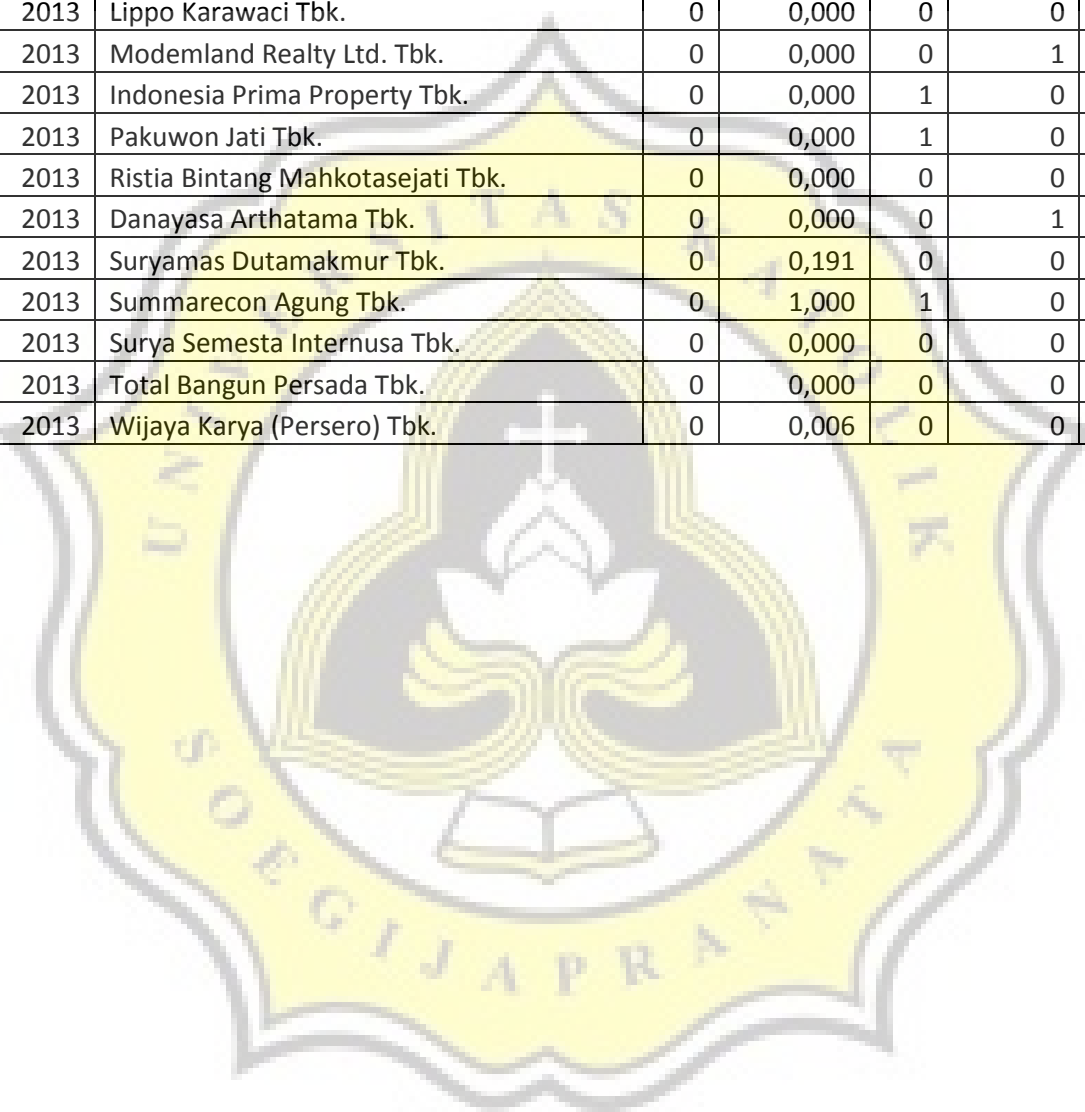 2013 Lippo Karawaci Tbk. 0 0,000 0 0
2013 Modemland Realty Ltd. Tbk. 0 0,000 0 1
2013 Indonesia Prima Property Tbk. 0 0,000 1 0
2013 Pakuwon Jati Tbk. 0 0,000 1 0
2013 Ristia Bintang Mahkotasejati Tbk. 0 0,000 0 0
2013 Danayasa Arthatama Tbk. 0 0,000 0 1
2013 Suryamas Dutamakmur Tbk. 0 0,191 0 0
2013 Summarecon Agung Tbk. 0 1,000 1 0
2013 Surya Semesta Internusa Tbk. 0 0,000 0 0
2013 Total Bangun Persada Tbk. 0 0,000 0 0
2013 Wijaya Karya (Persero) Tbk. 0 0,006 0 0
UNIVERSITAS KATOLIK
SOEGIJAPRANATA